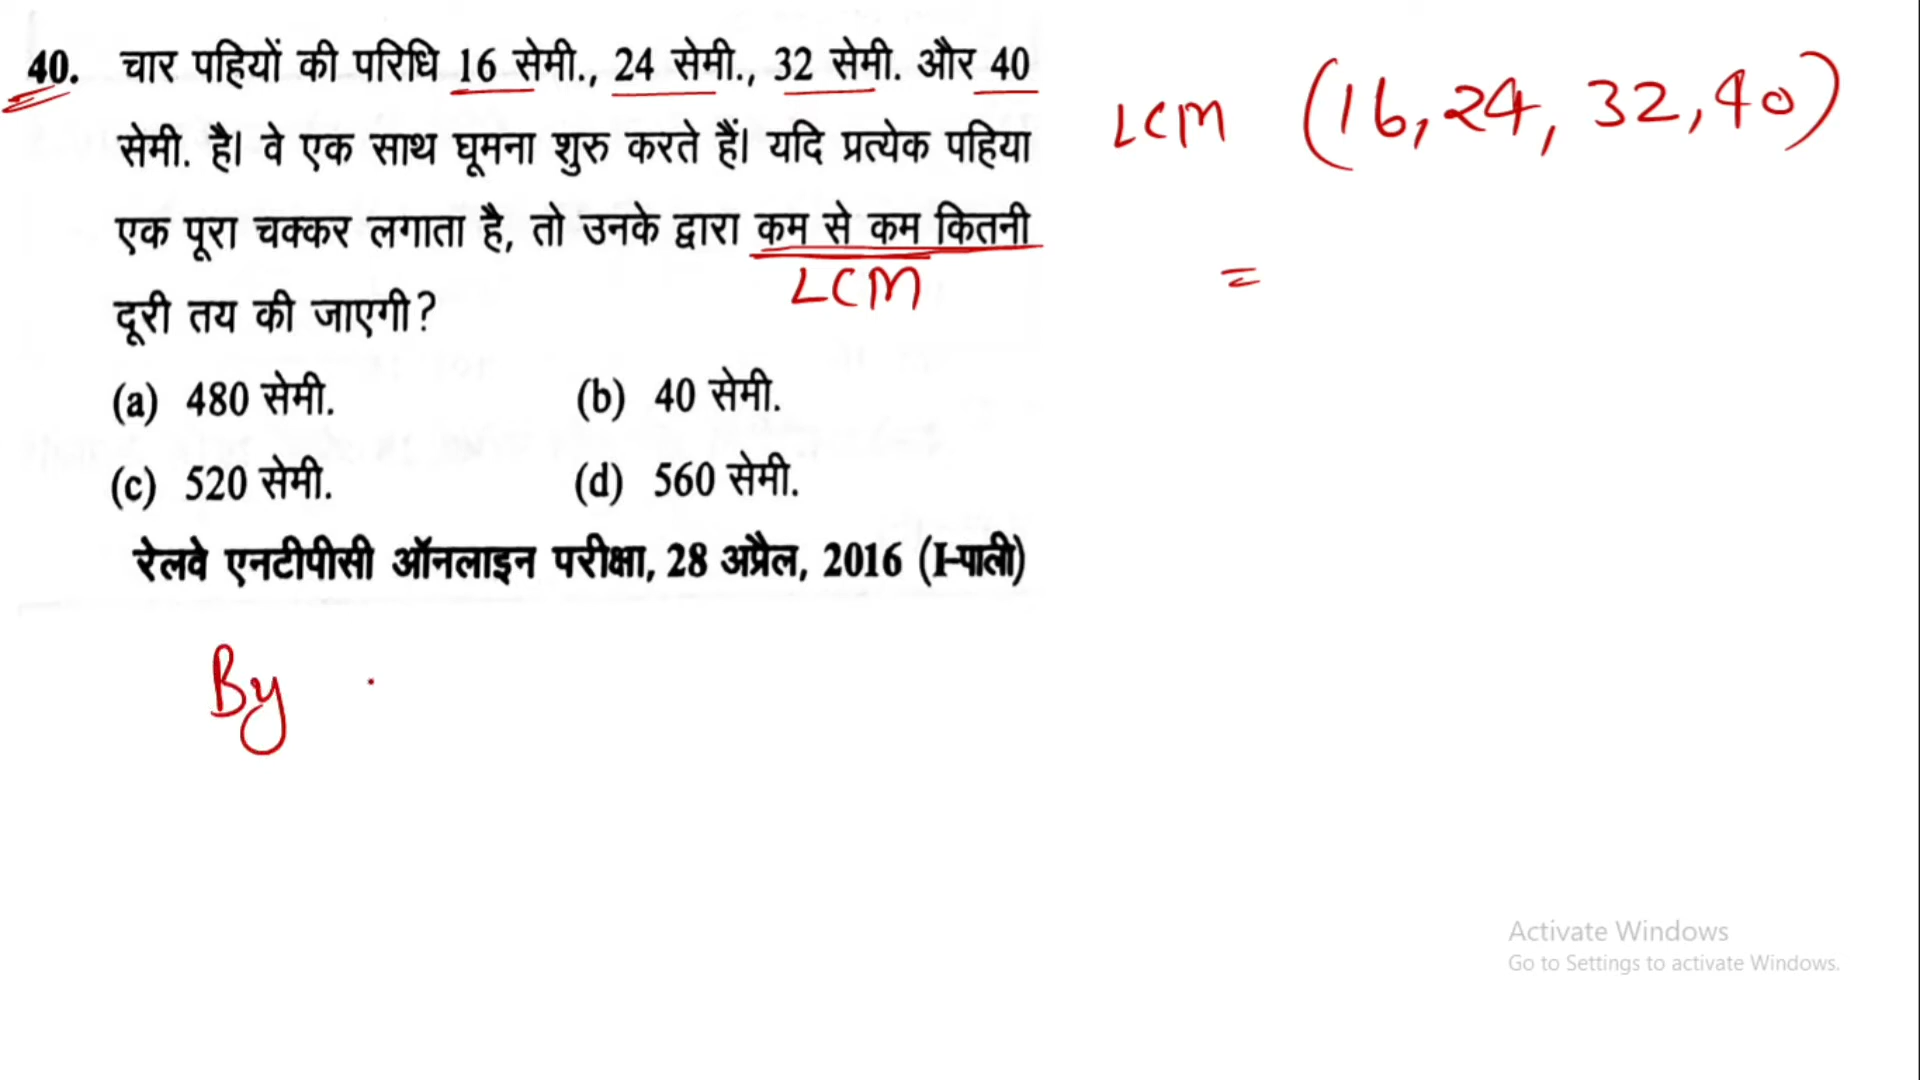 40. चार पहियों की परिधि 16 सेमी., 24 सेमी., 32 सेमी. और 40
सेमी. है। वे एक साथ घूमना शुरु करते हैं। यदि प्रत्येक पहिया
एक पूरा चक्कर लगाता है, तो उनके द्वारा कम से कम कितनी
LCM
दूरी तय की जाएगी?
(a) 480 सेमी. (b) 40 सेमी.
(c) 520 सेमी. (d) 560 सेमी.
रेलवे एनटीपीसी ऑनलाइन परीक्षा, 28 अप्रैल, 2016 (I-पाली)
By
LCM (16, 24, 32, 40)
=
Activate Windows
Go to Settings to activate Windows.